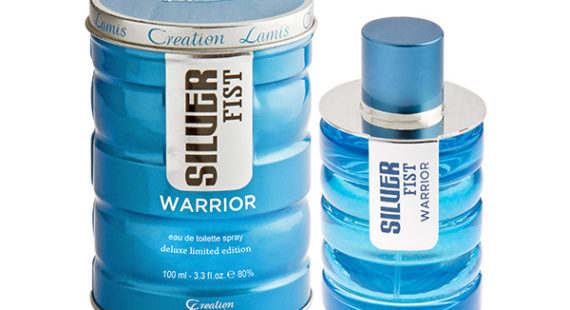 Creation Lamis
SILVER
FIST
WARRIOR
eau de toilette spray
deluxe limited edition
100 ml - 3.3 fl. oz. e 80%
Creation
SILVER
FIST
WARRIOR